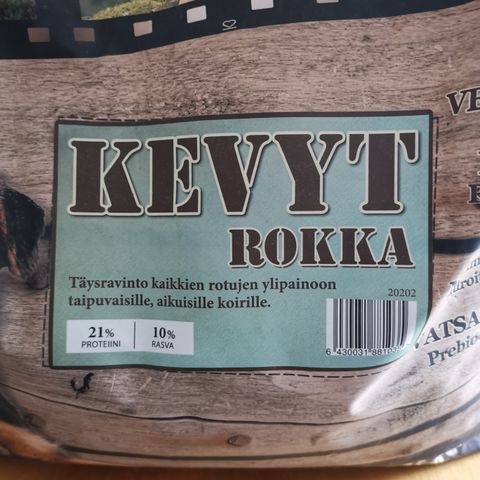 KEVYT
ROKKA
Täysravinto kaikkien rotujen ylipainoon
taipuvaisille, aikuisille koirille.
20202
21% 10%
PROTEIINI RASVA